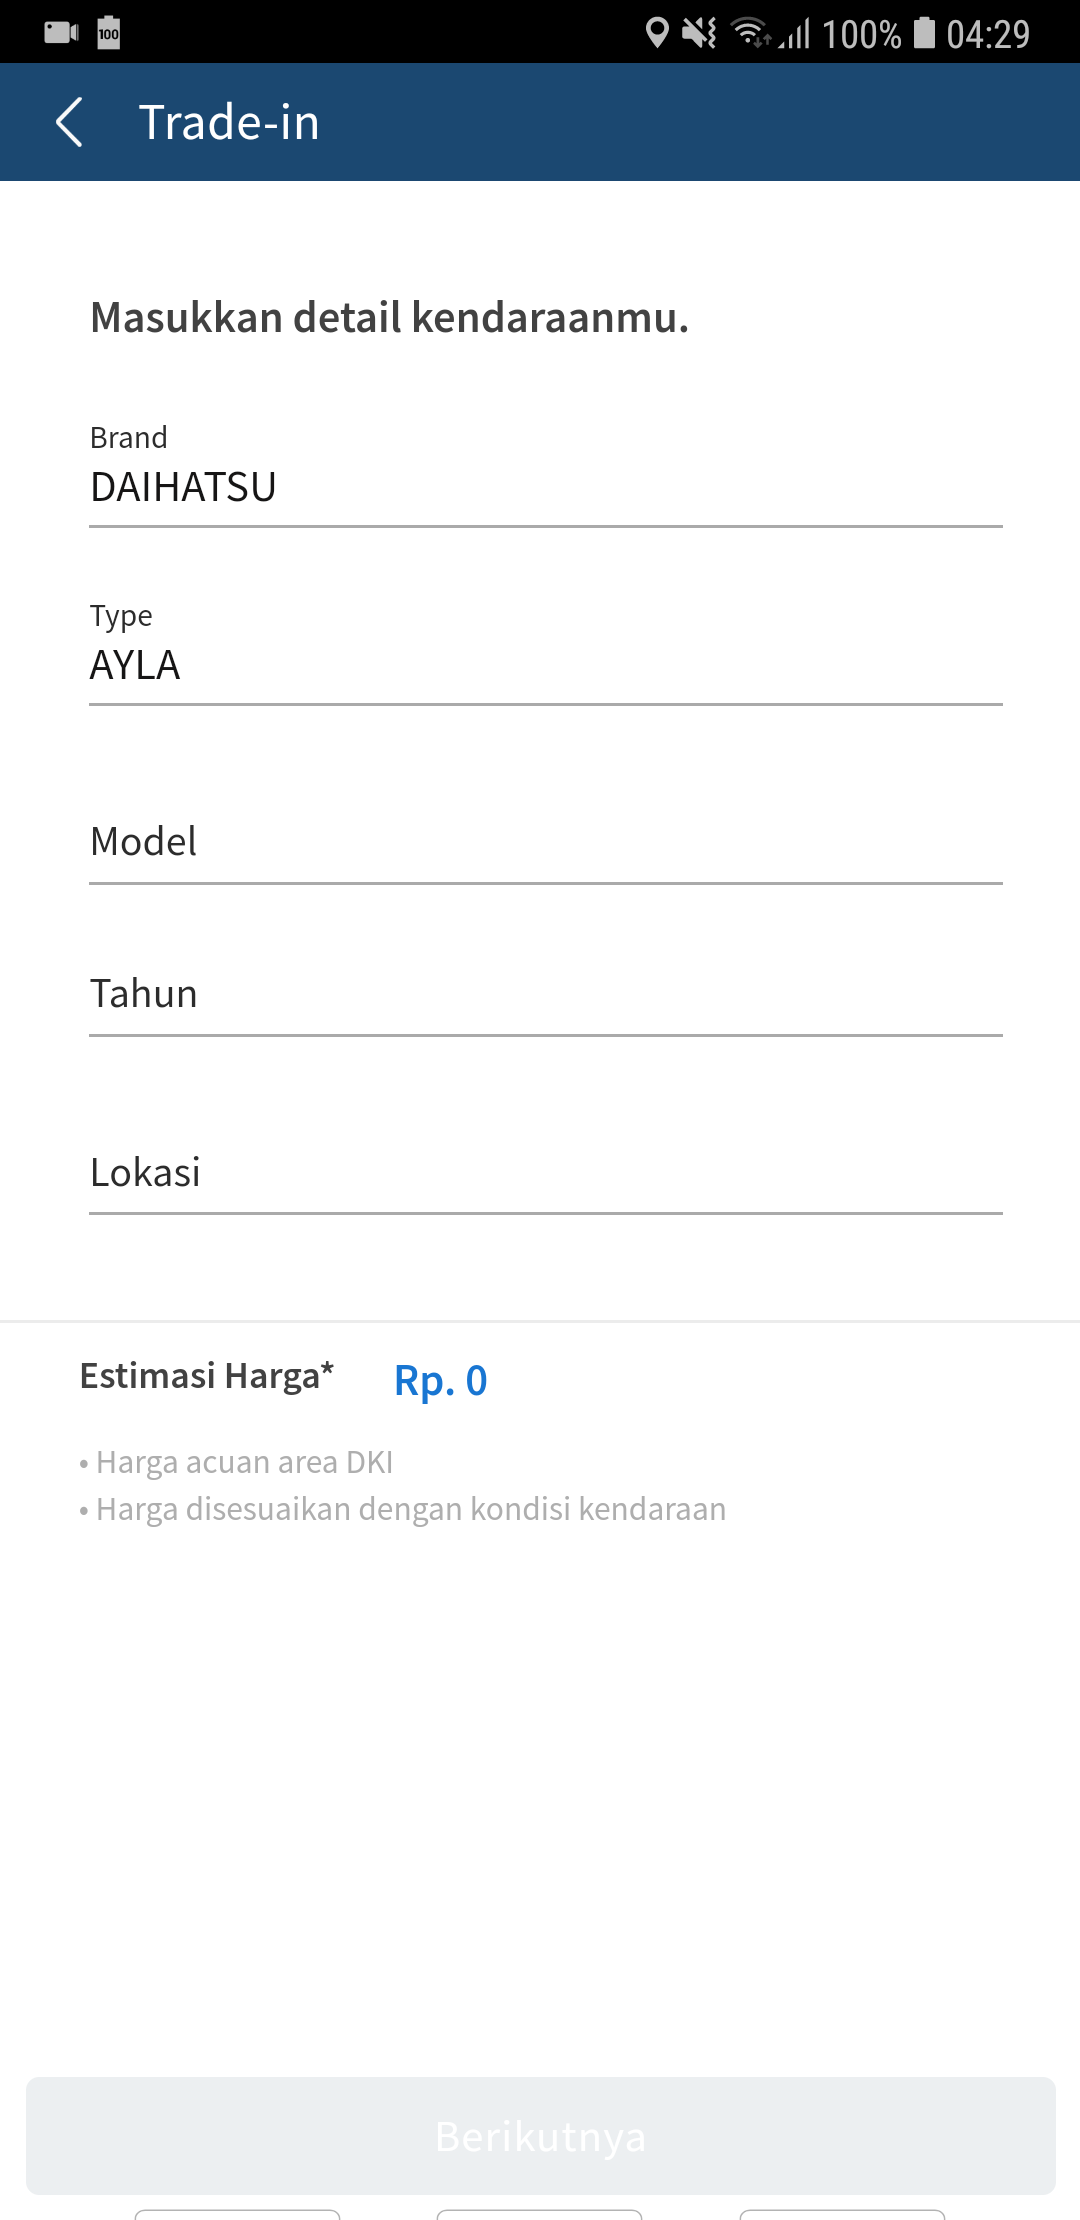 100 100% 04:29
Trade-in
Masukkan detail kendaraanmu.
Brand
DAIHATSU
Type
AYLA
Model
Tahun
Lokasi
Estimasi Harga* Rp. 0
• Harga acuan area DKI
• Harga disesuaikan dengan kondisi kendaraan
Berikutnya